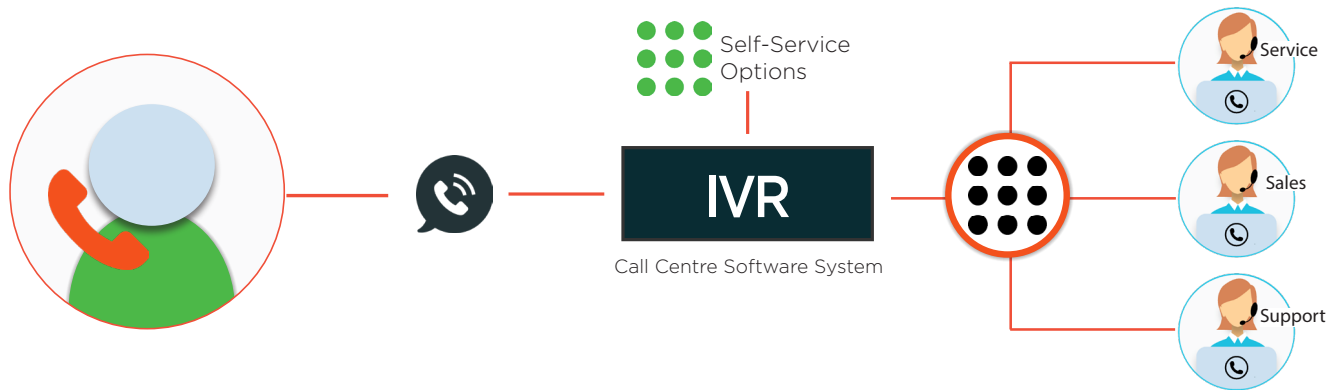 Self-Service
Options
IVR
Call Centre Software System
Service
Sales
Support